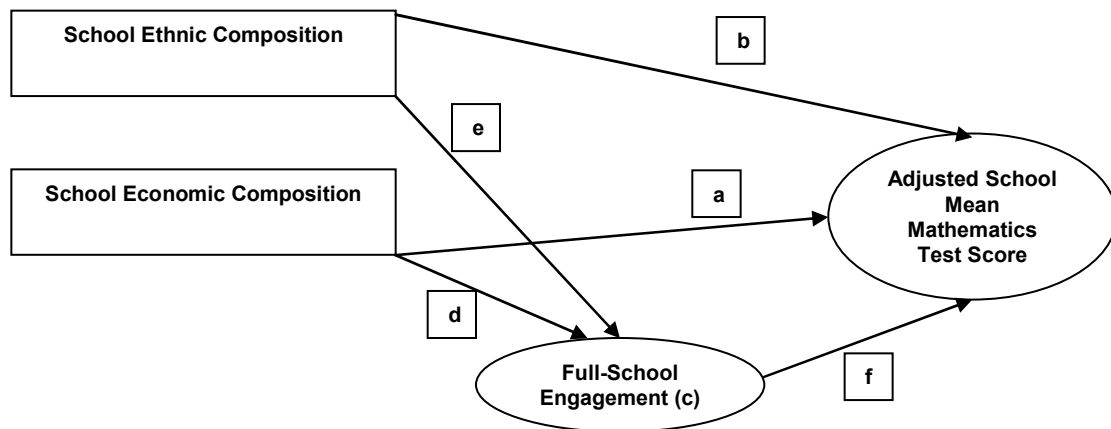 School Ethnic Composition
b
e
School Economic Composition
a
Adjusted School
Mean
Mathematics
Test Score
d
Full-School
Engagement (c)
f